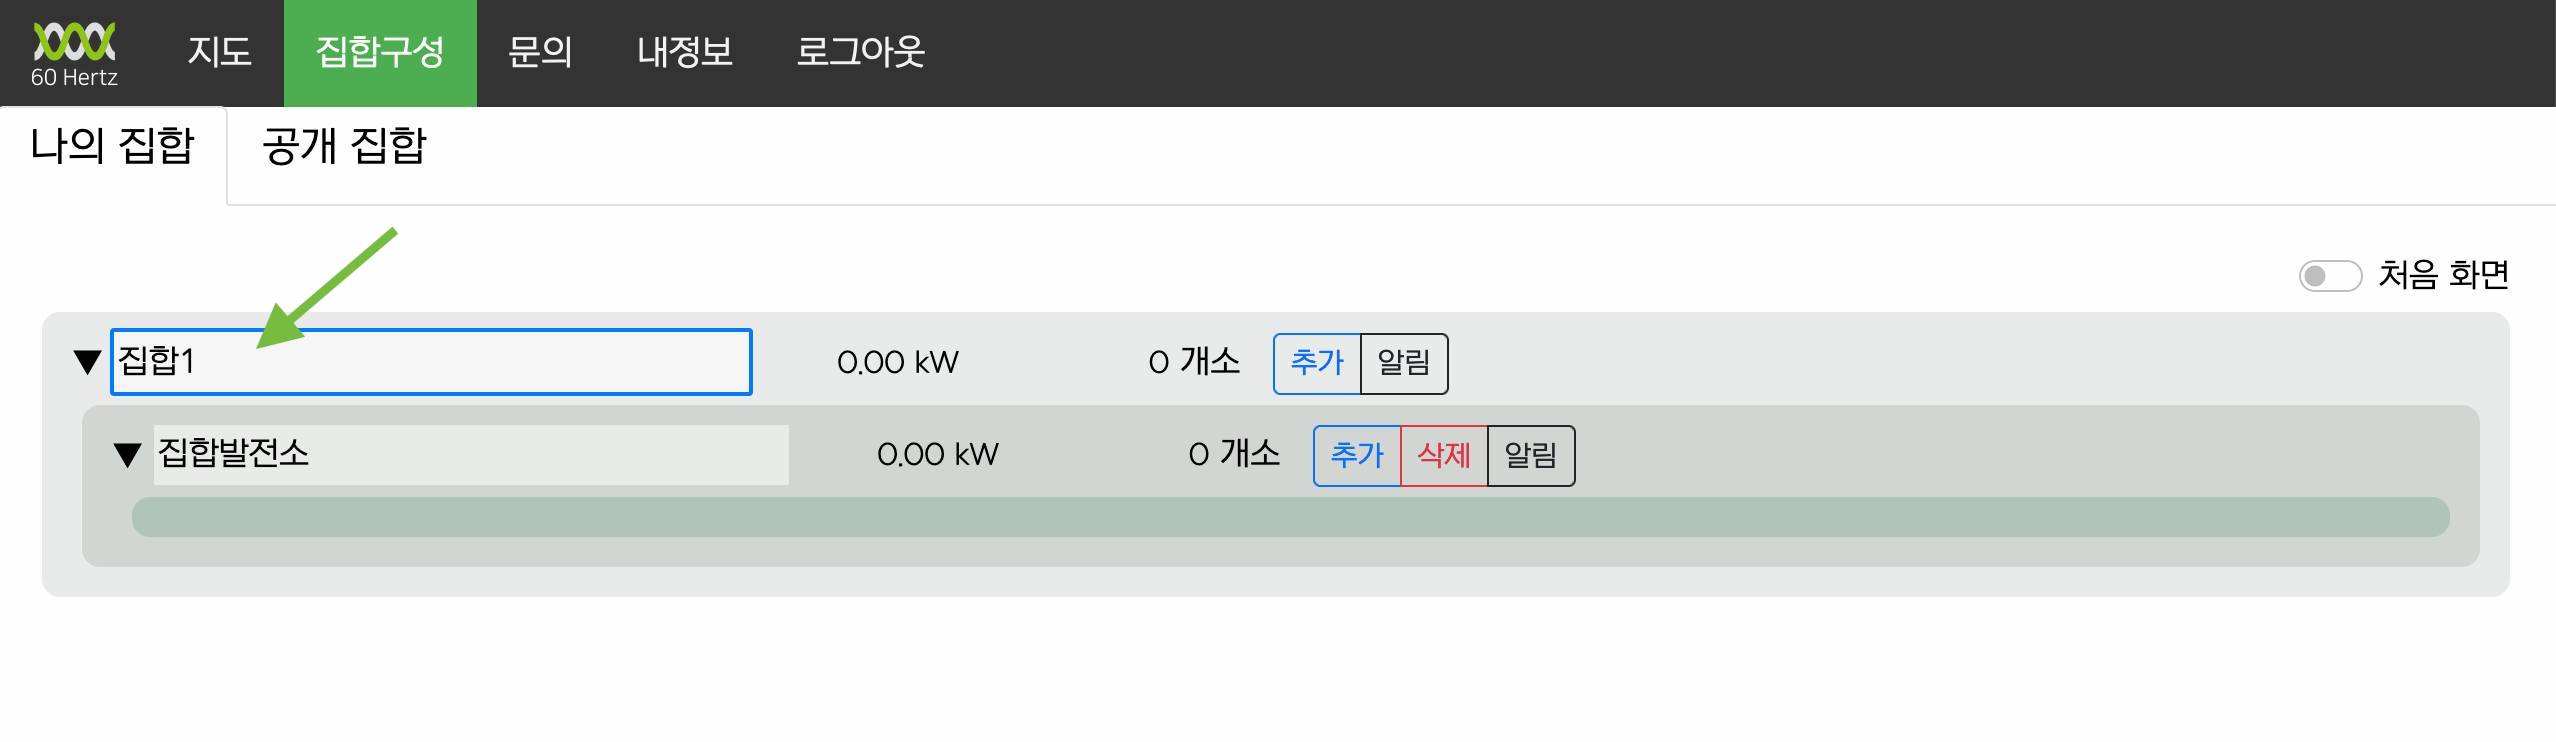 60 Hertz 지도 집합구성 문의 내정보 로그아웃
나의 집합 공개 집합
처음 화면
▼ 집합1 0.00 kW 0 개소 추가 알림
▼ 집합발전소 0.00 kW 0 개소 추가 삭제 알림